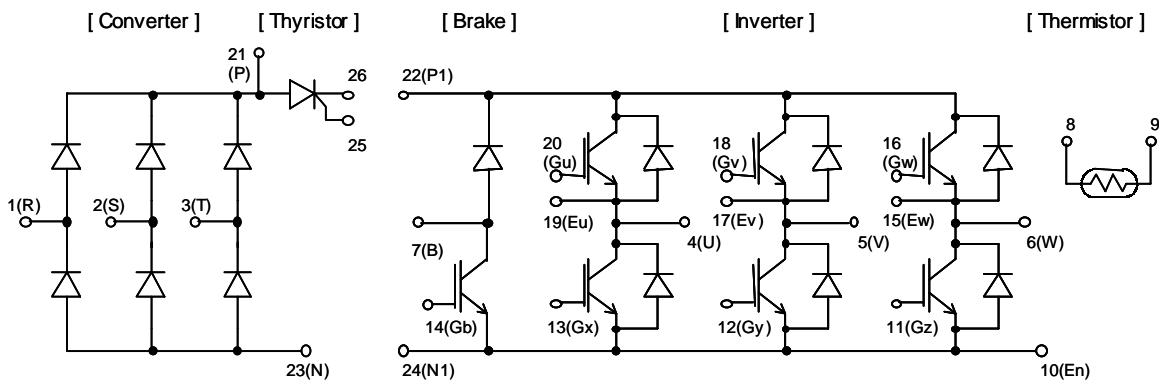 [ Converter ] [ Thyristor ] [ Brake ] [ Inverter ] [ Thermistor ]
21
(P)
26
22(P1)
25
20
(Gu)
18
(Gv)
16
(Gw)
8
9
1(R)
2(S)
3(T)
19(Eu)
17(Ev)
15(Ew)
7(B)
4(U)
5(V)
6(W)
14(Gb)
13(Gx)
12(Gy)
11(Gz)
23(N)
24(N1)
10(En)